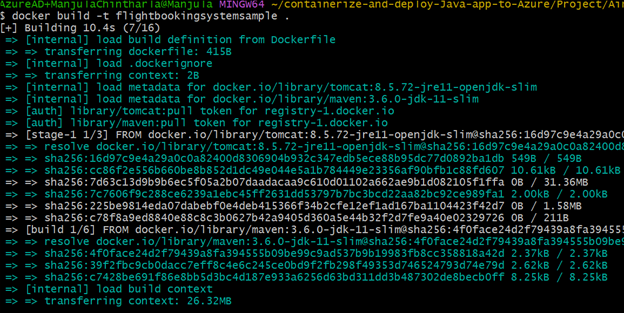 AzureAD+ManjulaChintharla@Manjula MINGW64 ~/containerize-and-deploy-Java-app-to-Azure/Project/Air
$ docker build -t flightbookingsystemsample .
[+] Building 10.4s (7/16)
=> [internal] load build definition from Dockerfile
=> => transferring dockerfile: 415B
=> [internal] load .dockerignore
=> => transferring context: 2B
=> [internal] load metadata for docker.io/library/tomcat:8.5.72-jre11-openjdk-slim
=> [internal] load metadata for docker.io/library/maven:3.6.0-jdk-11-slim
=> [auth] library/tomcat:pull token for registry-1.docker.io
=> [auth] library/maven:pull token for registry-1.docker.io
=> [stage-1 1/3] FROM docker.io/library/tomcat:8.5.72-jre11-openjdk-slim@sha256:16d97c9e4a29a0c0
=> => resolve docker.io/library/tomcat:8.5.72-jre11-openjdk-slim@sha256:16d97c9e4a29a0c0a82400d8
=> => sha256:16d97c9e4a29a0c0a82400d8306904b932c347edb5ece88b95dc77d0892ba1db 549B / 549B
=> => sha256:cc86f2e556b660be8b852d1dc49e044e5a1b784449e23356af90bfb1c88fd607 10.61kB / 10.61kB
=> => sha256:7d63c13d9b9b6ec5f05a2b07daadacaa9c610d01102a662ae9b1d082105f1ffa 0B / 31.36MB
=> => sha256:7c7606f9c288ce6239a1ebc45ff2631dd53797b7bc3bcd22aa82bc92ce989fa1 2.00kB / 2.00kB
=> => sha256:225be9814eda07dabebf0e4deb415366f34b2cfe12ef1ad167ba1104423f42d7 0B / 1.58MB
=> => sha256:c78f8a9ed8840e88c8c3b0627b42a9405d360a5e44b32f2d7fe9a40e02329726 0B / 211B
=> [build 1/6] FROM docker.io/library/maven:3.6.0-jdk-11-slim@sha256:4f0face24d2f79439a8fa394555
=> => resolve docker.io/library/maven:3.6.0-jdk-11-slim@sha256:4f0face24d2f79439a8fa394555b09be9
=> => sha256:4f0face24d2f79439a8fa394555b09be99c9ad537b9b19983fb8cc358818a42d 2.37kB / 2.37kB
=> => sha256:39f2fbc9cb0dacc7eff8c4e6c245ce0bd9f2fb298f49353d746524793d74e79d 2.62kB / 2.62kB
=> => sha256:c7428be691f86e8bb5d3bc4d187e933a6256d63bd311dd3b487302de8becb0ff 8.25kB / 8.25kB
=> [internal] load build context
=> => transferring context: 26.32MB